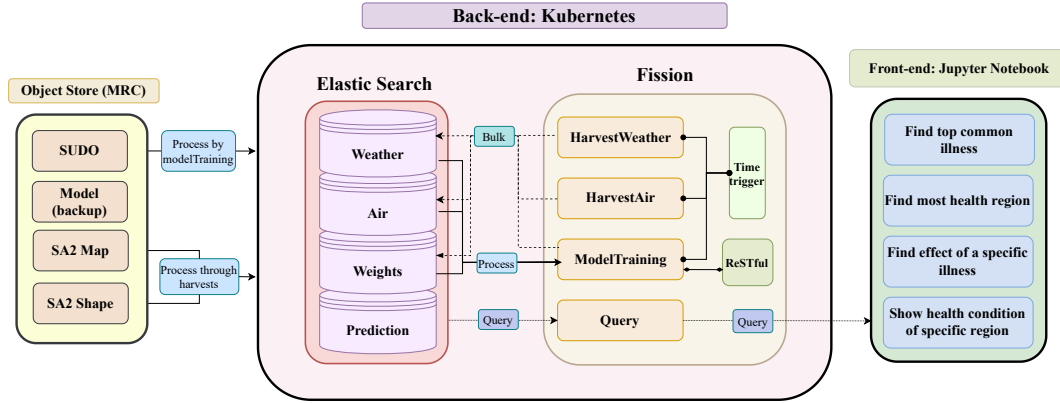 Back-end: Kubernetes
Object Store (MRC)
SUDO
Model
(backup)
SA2 Map
SA2 Shape
Process by
modelTraining
Process through
harvests
Elastic Search
Weather
Air
Weights
Prediction
Bulk
Process
Query
Fission
HarvestWeather
HarvestAir
ModelTraining
Query
Time
trigger
ReSTful
Query
Front-end: Jupyter Notebook
Find top common
illness
Find most health
region
Find effect of a specific
illness
Show health condition
of specific region